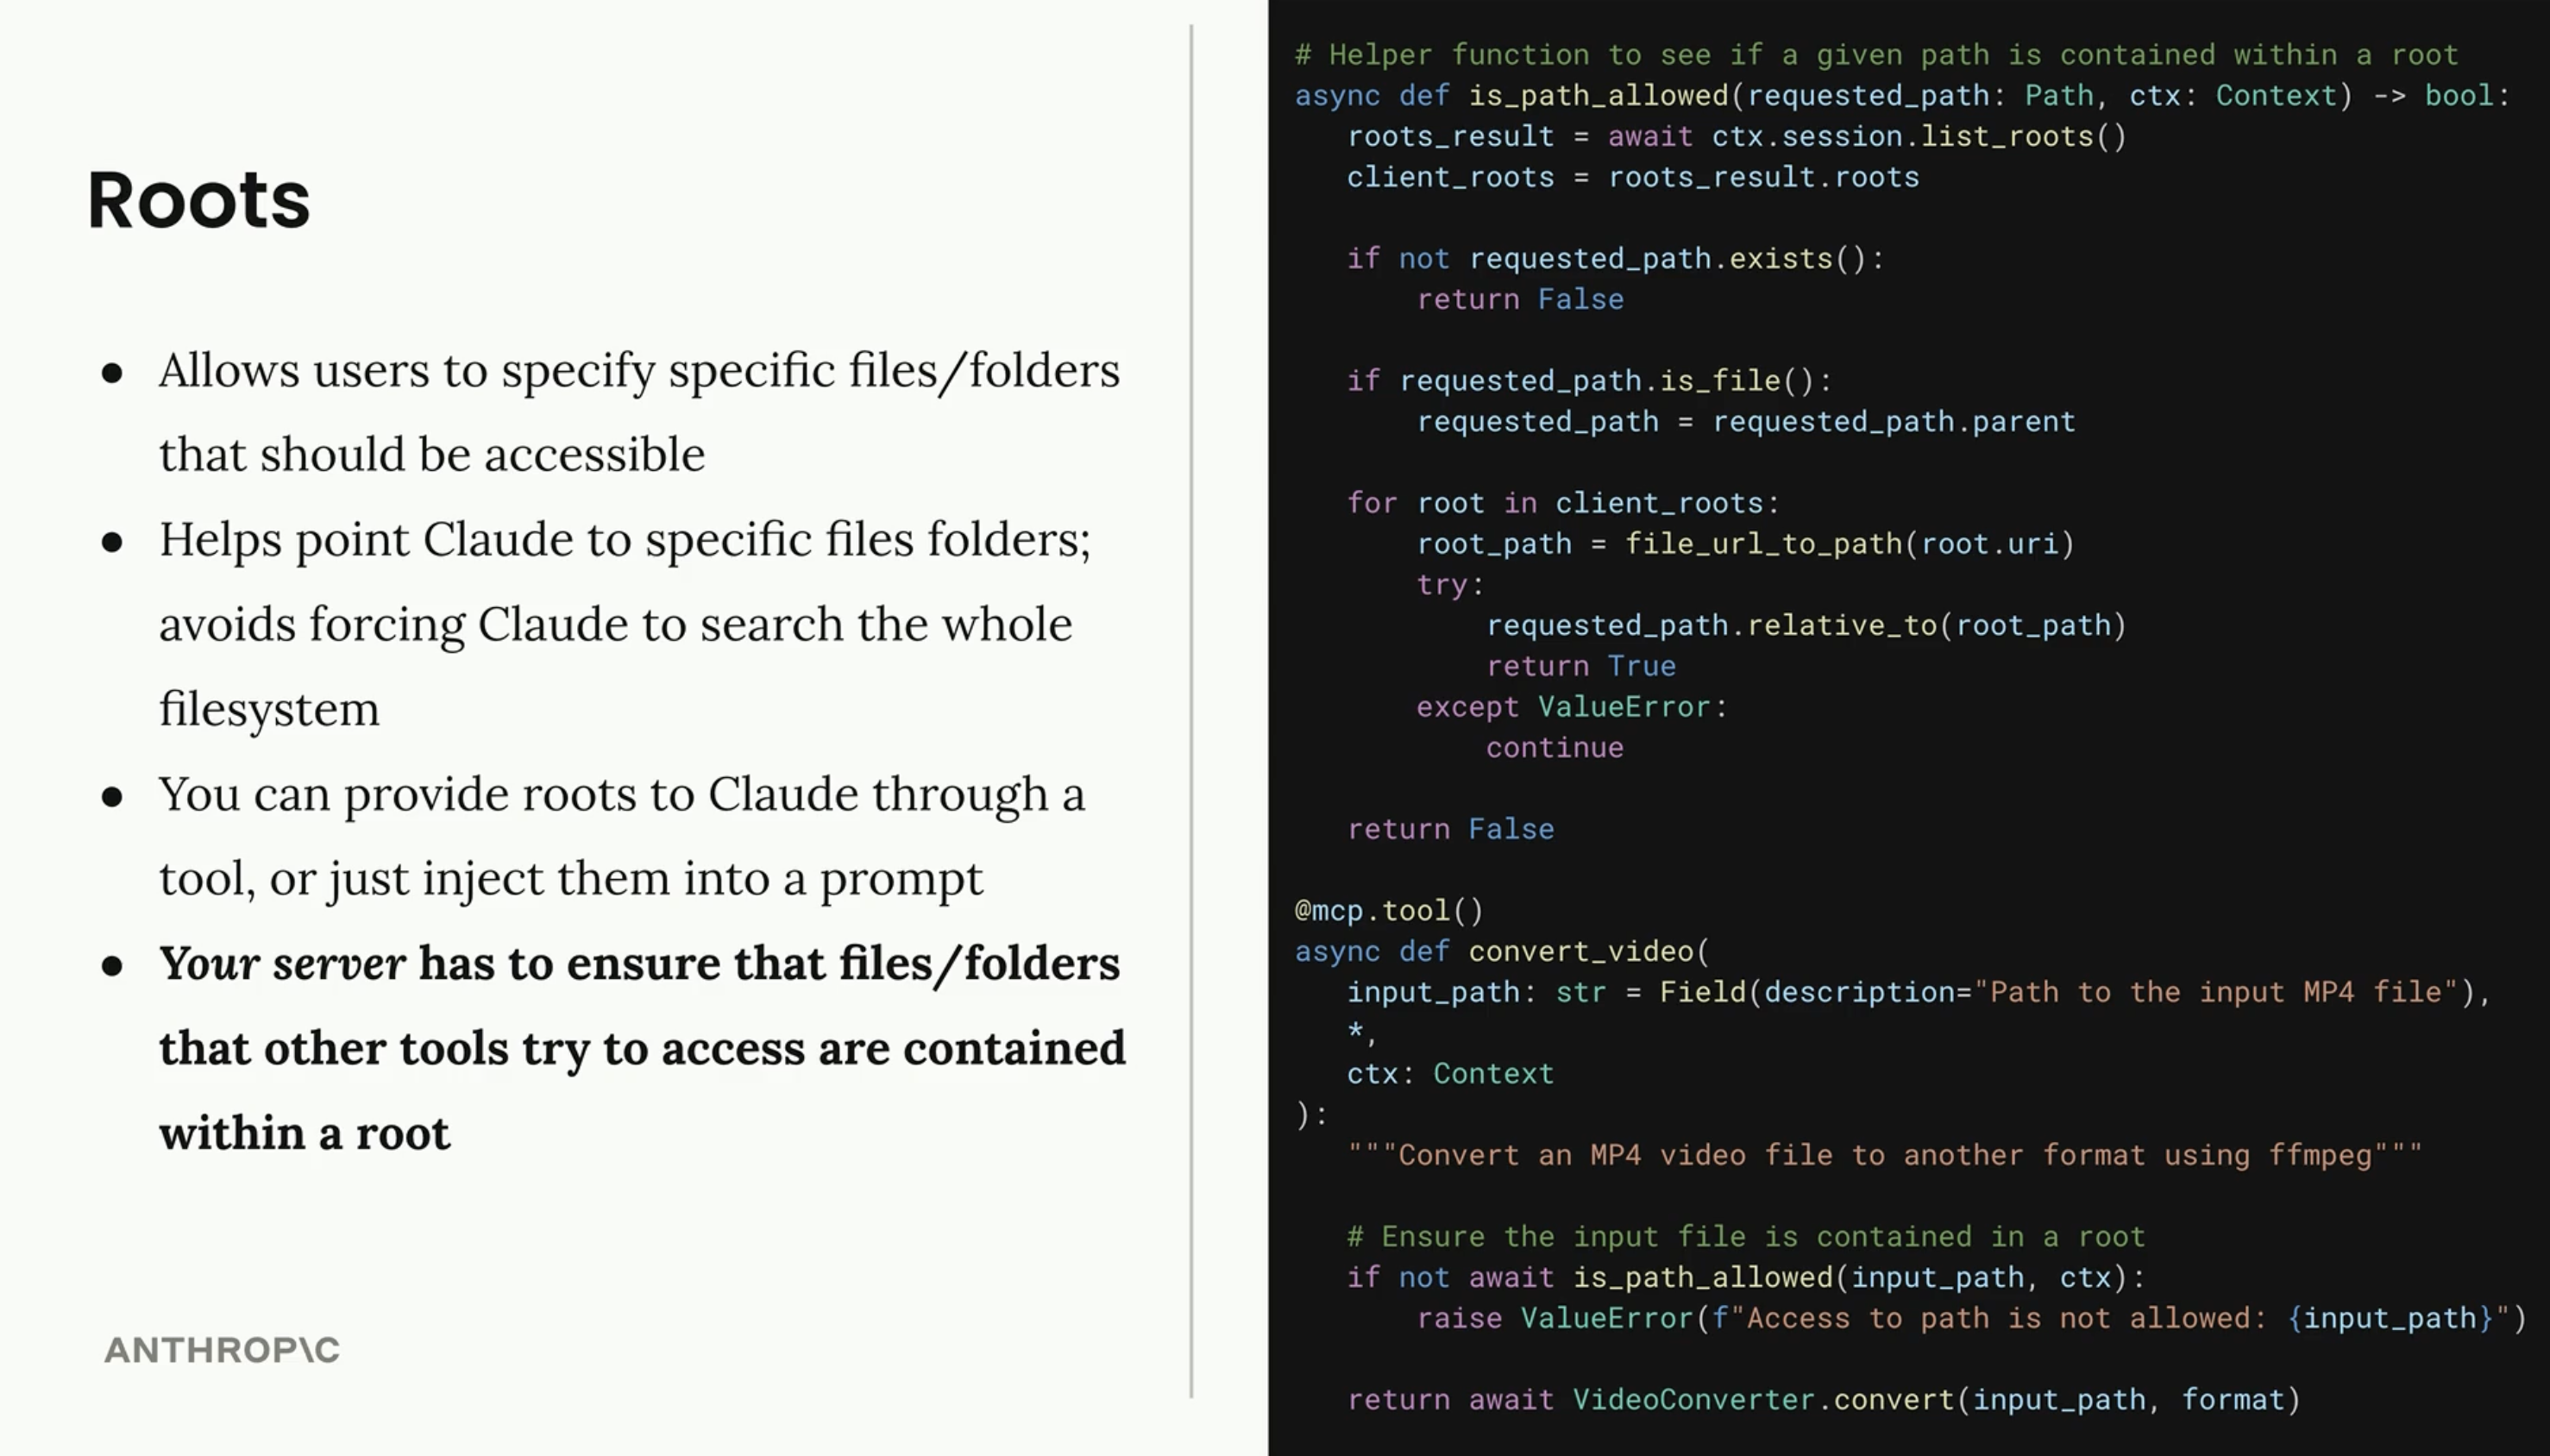 Roots
● Allows users to specify specific files/folders
that should be accessible
● Helps point Claude to specific files folders;
avoids forcing Claude to search the whole
filesystem
● You can provide roots to Claude through a
tool, or just inject them into a prompt
● Your server has to ensure that files/folders
that other tools try to access are contained
within a root
ANTHROP\C
# Helper function to see if a given path is contained within a root
async def is_path_allowed(requested_path: Path, ctx: Context) -> bool:
   roots_result = await ctx.session.list_roots()
   client_roots = roots_result.roots

   if not requested_path.exists():
       return False

   if requested_path.is_file():
       requested_path = requested_path.parent

   for root in client_roots:
       root_path = file_url_to_path(root.uri)
       try:
           requested_path.relative_to(root_path)
           return True
       except ValueError:
           continue

   return False

@mcp.tool()
async def convert_video(
   input_path: str = Field(description="Path to the input MP4 file"),
   *,
   ctx: Context
):
   """Convert an MP4 video file to another format using ffmpeg"""

   # Ensure the input file is contained in a root
   if not await is_path_allowed(input_path, ctx):
       raise ValueError(f"Access to path is not allowed: {input_path}")

   return await VideoConverter.convert(input_path, format)